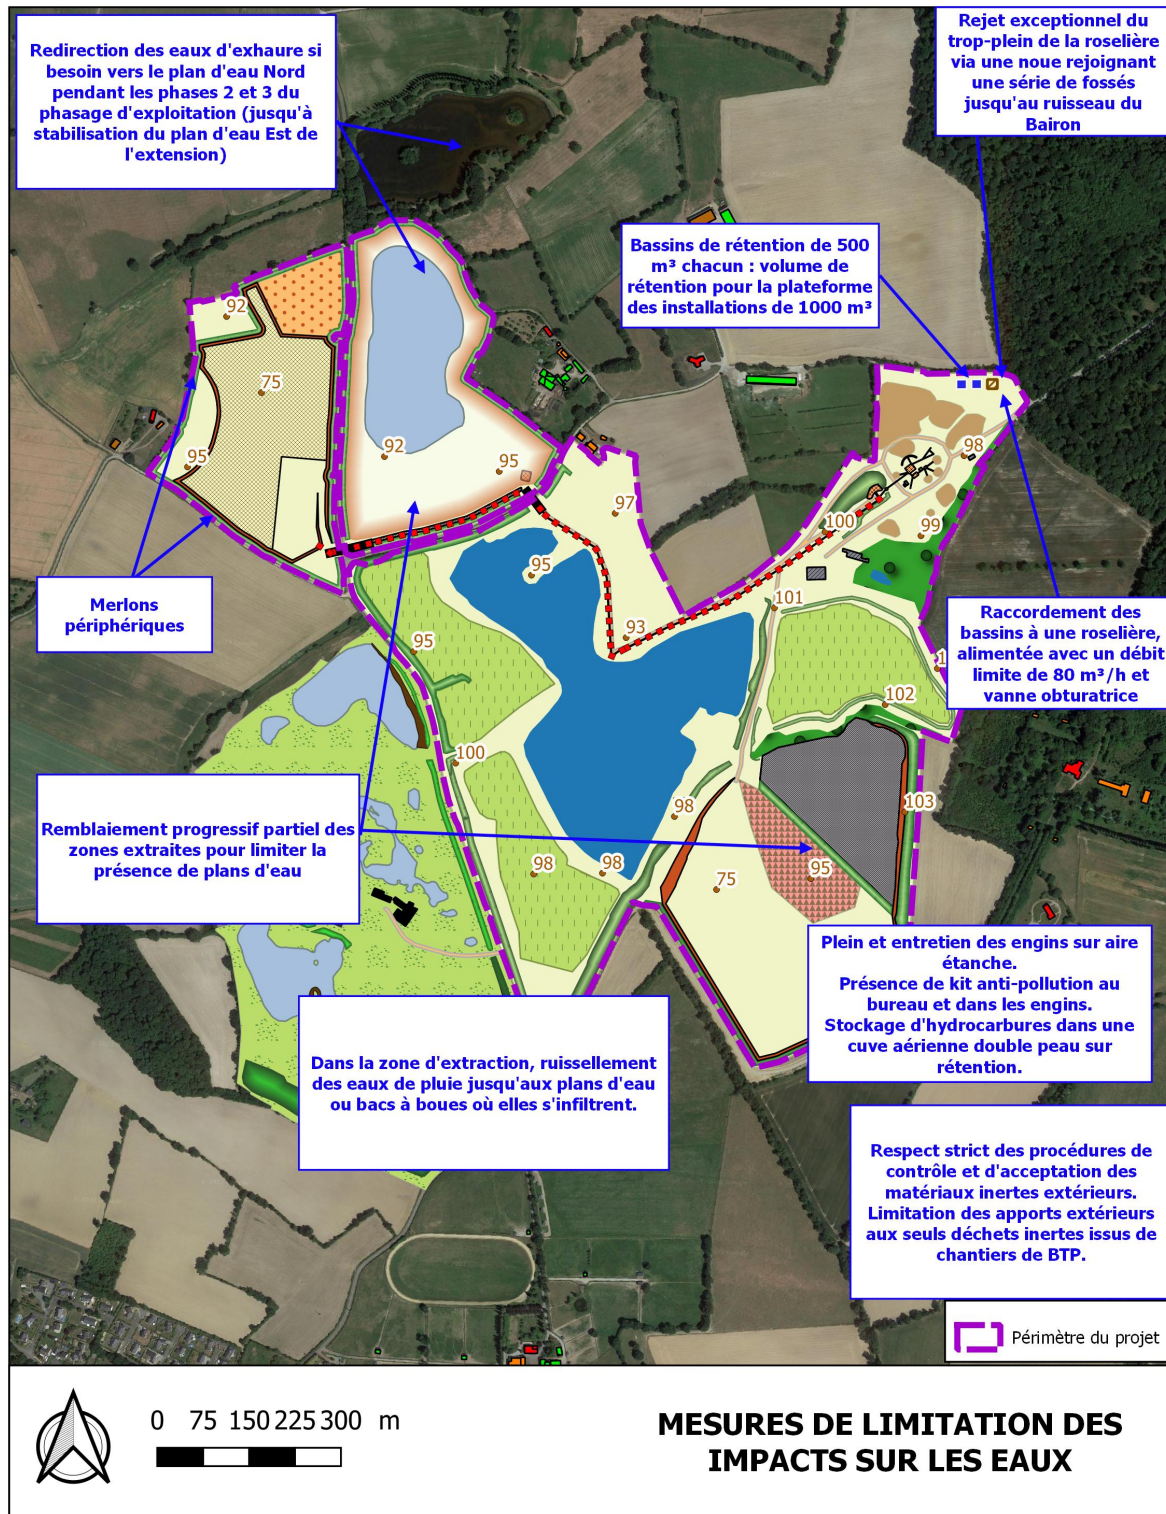 Redirection des eaux d'exhaure si
besoin vers le plan d'eau Nord
pendant les phases 2 et 3 du
phasage d'exploitation (jusqu'à
stabilisation du plan d'eau Est de
l'extension)
Rejet exceptionnel du
trop-plein de la roselière
via une noue rejoignant
une série de fossés
jusqu'au ruisseau du
Bairon
Bassins de rétention de 500
m³ chacun : volume de
rétention pour la plateforme
des installations de 1000 m³
92
75
95
92
95
97
98
99
100
101
95
93
95
102
100
103
98
98
98
75
95
Merlons
périphériques
Raccordement des
bassins à une roselière,
alimentée avec un débit
limite de 80 m³/h et
vanne obturatrice
Remblaiement progressif partiel des
zones extraites pour limiter la
présence de plans d'eau
Plein et entretien des engins sur aire
étanche.
Présence de kit anti-pollution au
bureau et dans les engins.
Stockage d'hydrocarbures dans une
cuve aérienne double peau sur
rétention.
Dans la zone d'extraction, ruissellement
des eaux de pluie jusqu'aux plans d'eau
ou bacs à boues où elles s'infiltrent.
Respect strict des procédures de
contrôle et d'acceptation des
matériaux inertes extérieurs.
Limitation des apports extérieurs
aux seuls déchets inertes issus de
chantiers de BTP.
Périmètre du projet
0 75 150 225 300 m
MESURES DE LIMITATION DES
IMPACTS SUR LES EAUX